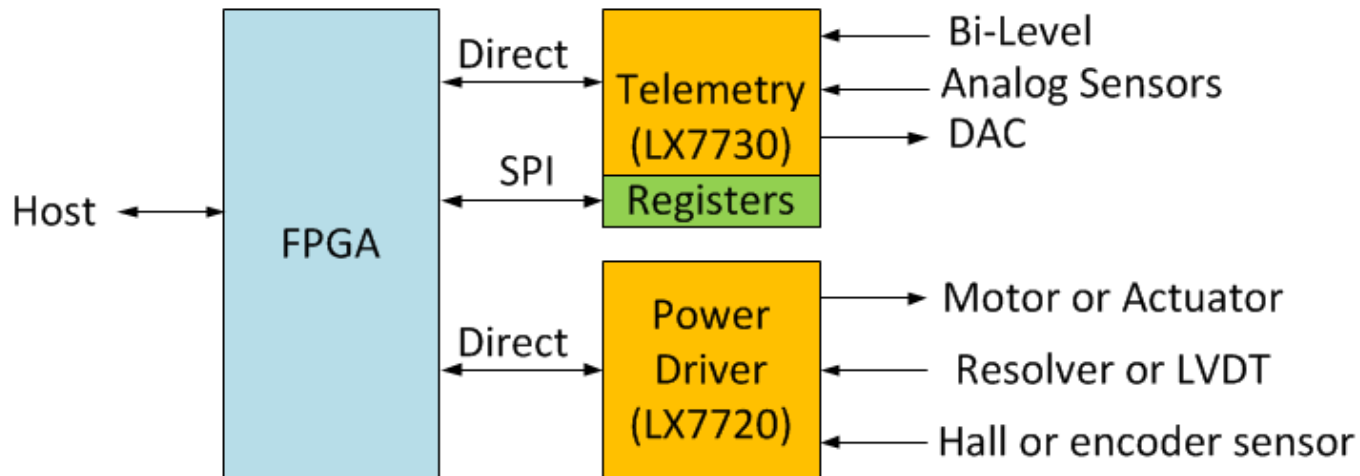 Host
FPGA
Direct
SPI
Direct
Telemetry
(LX7730)
Registers
Bi-Level
Analog Sensors
DAC
Power
Driver
(LX7720)
Motor or Actuator
Resolver or LVDT
Hall or encoder sensor